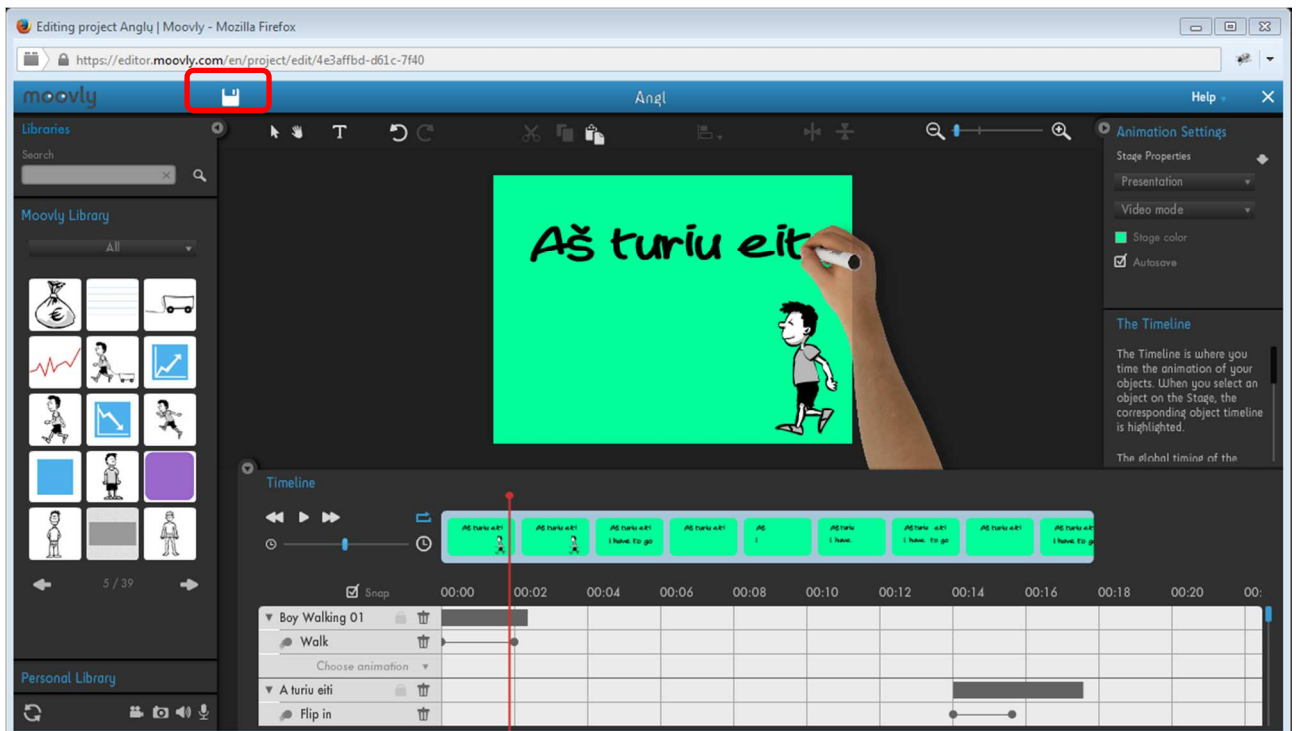 Editing project Angly | Moovly - Mozilla Firefox
https://editor.moovly.com/en/project/edit/4e3affbd-d61c-7f40
moovly
Angl
Help
Libraries
Search
Moovly Library
All
5 / 39
Personal Library
T
Aš turiu eit
Animation Settings
Stage Properties
Presentation
Video mode
Stage color
Autosave
The Timeline
The Timeline is where you
time the animation of your
objects. When you select an
object on the Stage, the
corresponding object timeline
is highlighted.
The global timing of the
Timeline
Aš turiu eiti
Aš turiu eiti
Aš turiu eiti
I have to go
Aš turiu eiti
Aš
I
Aš turiu
I have
Aš turiu eiti
I have to go
Aš turiu eiti
Aš turiu eit
I have to g
Snap
00:00 00:02 00:04 00:06 00:08 00:10 00:12 00:14 00:16 00:18 00:20 00:
Boy Walking 01
Walk
Choose animation
A turiu eiti
Flip in